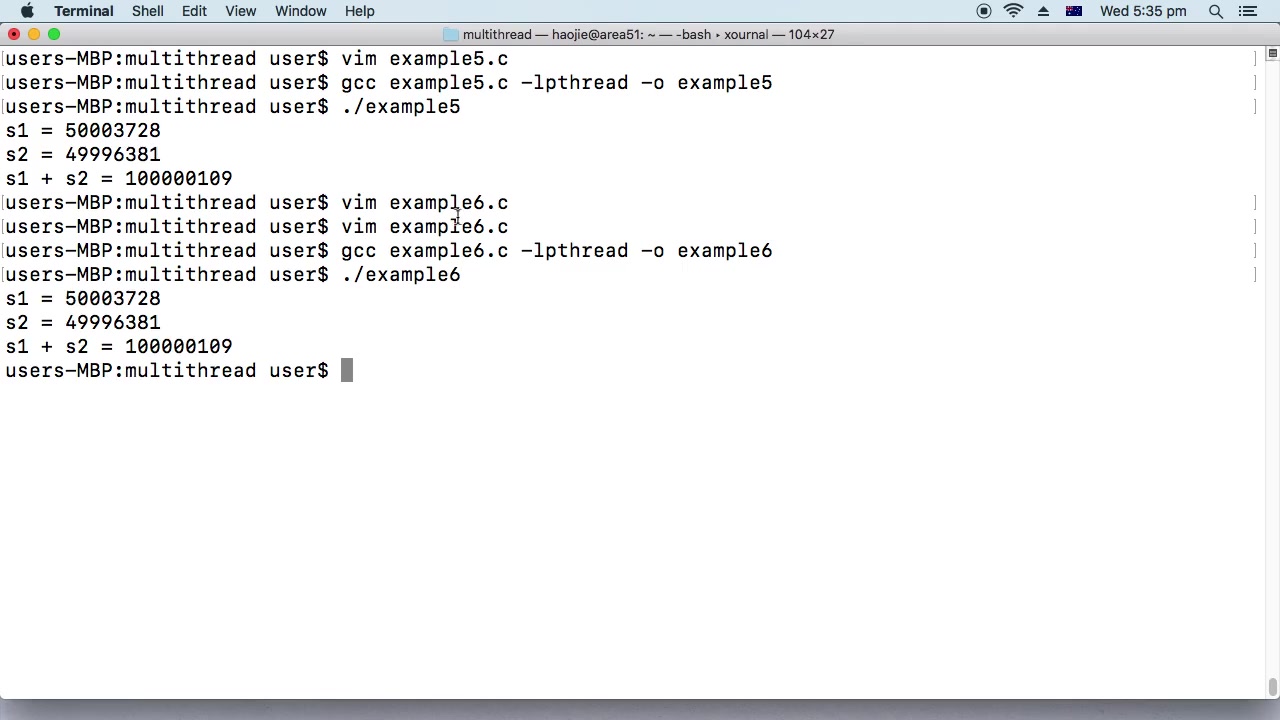 Terminal Shell Edit View Window Help Wed 5:35 pm
multithread — haojie@area51: ~ — -bash ▸ xournal — 104×27
[users-MBP:multithread user$ vim example5.c ]
[users-MBP:multithread user$ gcc example5.c -lpthread -o example5 ]
[users-MBP:multithread user$ ./example5 ]
s1 = 50003728
s2 = 49996381
s1 + s2 = 100000109
[users-MBP:multithread user$ vim example6.c ]
[users-MBP:multithread user$ vim example6.c ]
[users-MBP:multithread user$ gcc example6.c -lpthread -o example6 ]
[users-MBP:multithread user$ ./example6 ]
s1 = 50003728
s2 = 49996381
s1 + s2 = 100000109
users-MBP:multithread user$